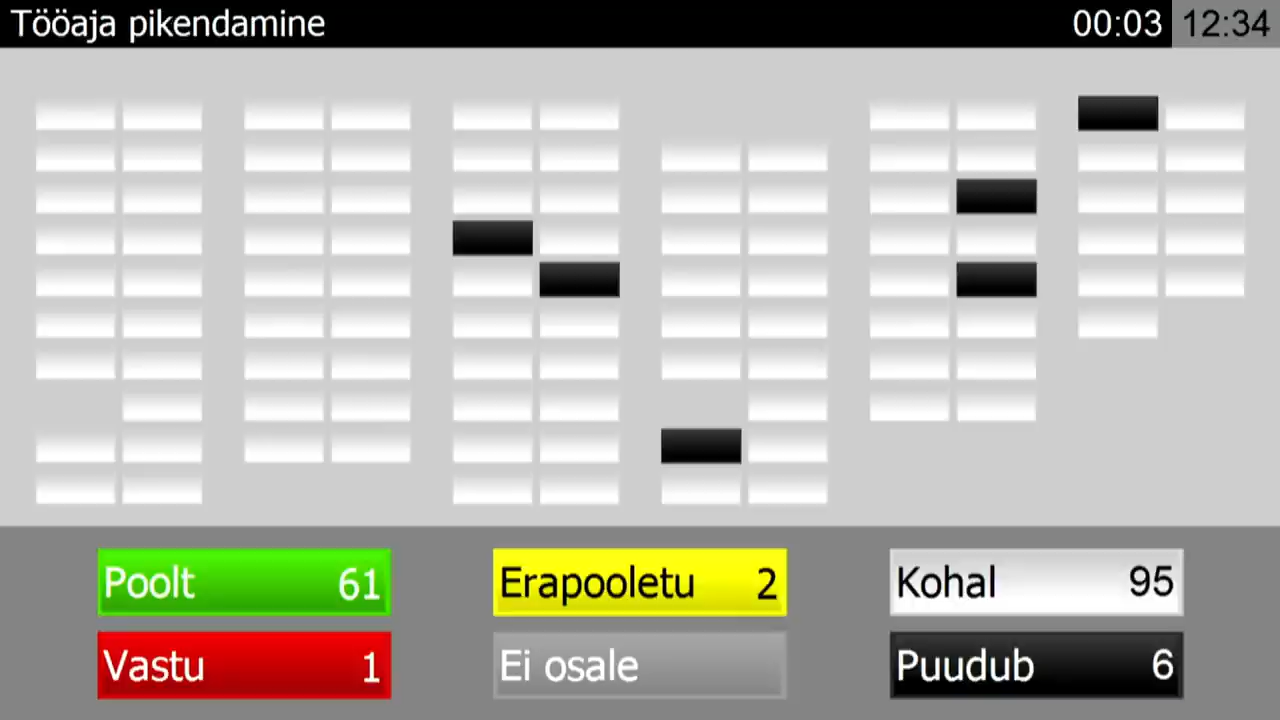 Tööaja pikendamine 00:03 12:34
Poolt 61 Erapooletu 2 Kohal 95
Vastu 1 Ei osale Puudub 6